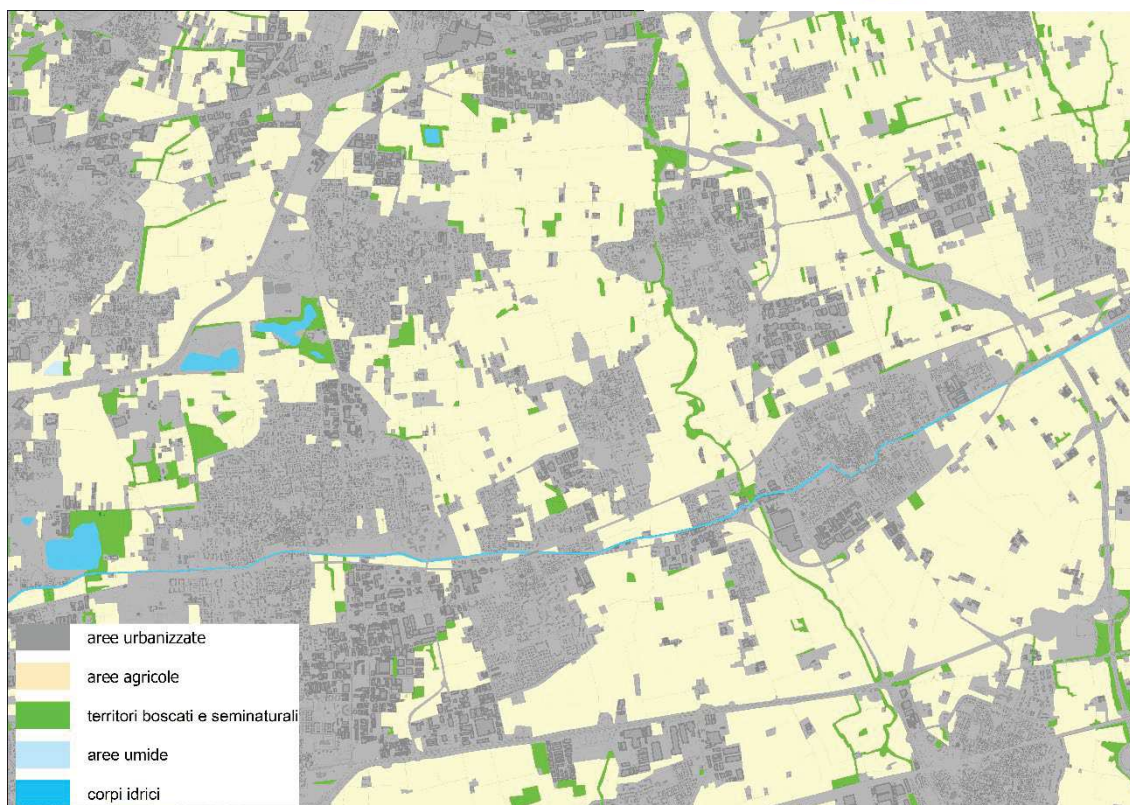 aree urbanizzate
aree agricole
territori boscati e seminaturali
aree umide
corpi idrici